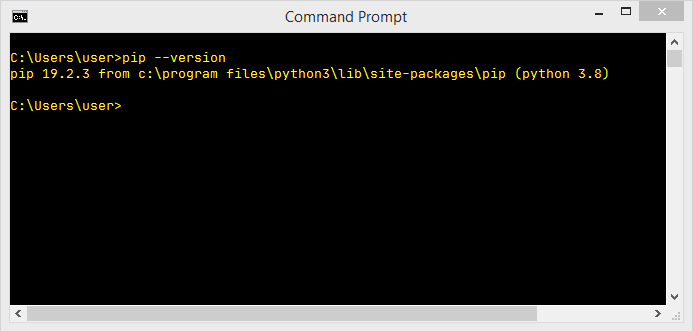 Command Prompt
C:\Users\user>pip --version
pip 19.2.3 from c:\program files\python3\lib\site-packages\pip (python 3.8)
C:\Users\user>